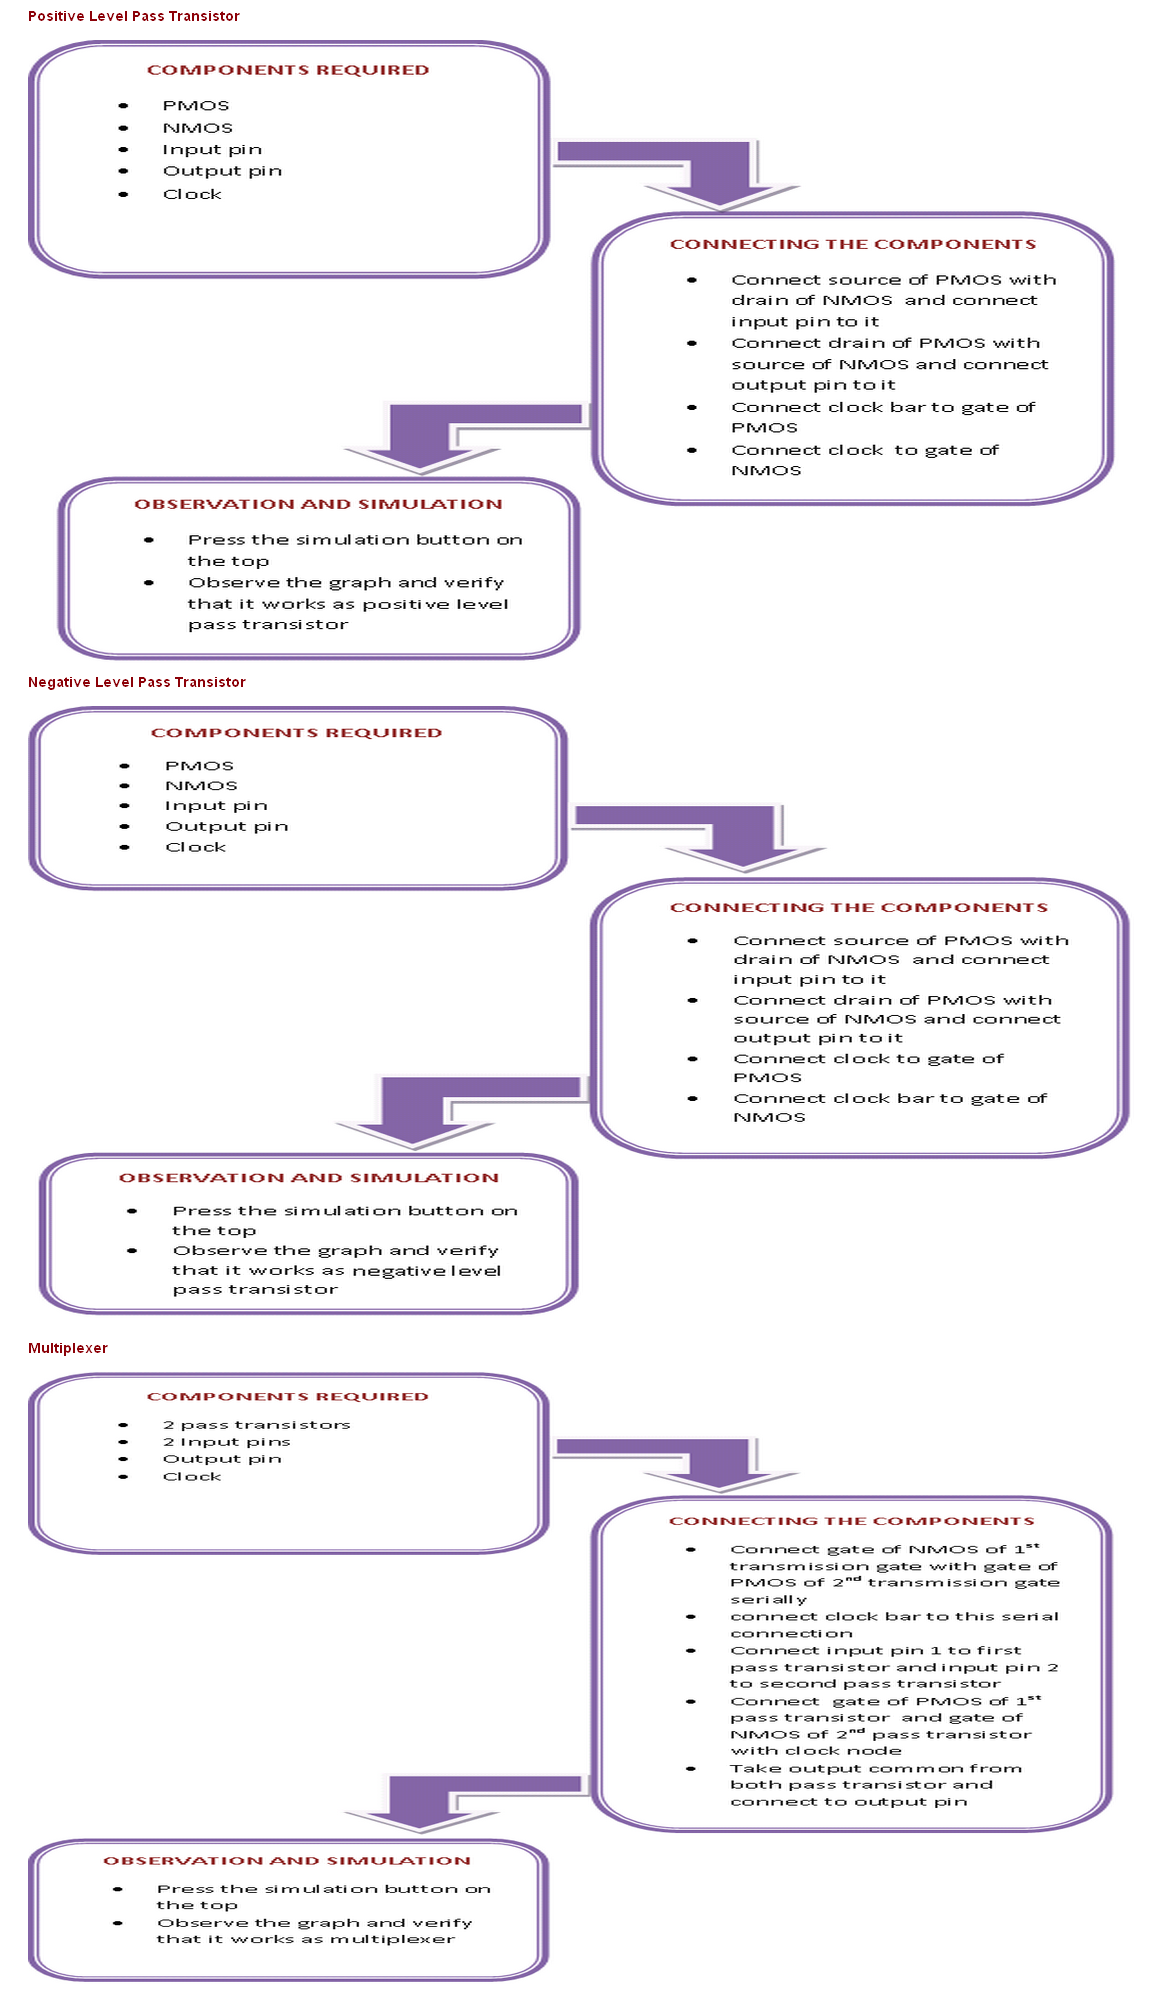 Positive Level Pass Transistor
COMPONENTS REQUIRED
• PMOS
• NMOS
• Input pin
• Output pin
• Clock
CONNECTING THE COMPONENTS
• Connect source of PMOS with
drain of NMOS and connect
input pin to it
• Connect drain of PMOS with
source of NMOS and connect
output pin to it
• Connect clock bar to gate of
PMOS
• Connect clock to gate of
NMOS
OBSERVATION AND SIMULATION
• Press the simulation button on
the top
• Observe the graph and verify
that it works as positive level
pass transistor
Negative Level Pass Transistor
COMPONENTS REQUIRED
• PMOS
• NMOS
• Input pin
• Output pin
• Clock
CONNECTING THE COMPONENTS
• Connect source of PMOS with
drain of NMOS and connect
input pin to it
• Connect drain of PMOS with
source of NMOS and connect
output pin to it
• Connect clock to gate of
PMOS
• Connect clock bar to gate of
NMOS
OBSERVATION AND SIMULATION
• Press the simulation button on
the top
• Observe the graph and verify
that it works as negative level
pass transistor
Multiplexer
COMPONENTS REQUIRED
• 2 pass transistors
• 2 Input pins
• Output pin
• Clock
CONNECTING THE COMPONENTS
• Connect gate of NMOS of 1st
transmission gate with gate of
PMOS of 2nd transmission gate
serially
• connect clock bar to this serial
connection
• Connect input pin 1 to first
pass transistor and input pin 2
to second pass transistor
• Connect gate of PMOS of 1st
pass transistor and gate of
NMOS of 2nd pass transistor
with clock node
• Take output common from
both pass transistor and
connect to output pin
OBSERVATION AND SIMULATION
• Press the simulation button on
the top
• Observe the graph and verify
that it works as multiplexer